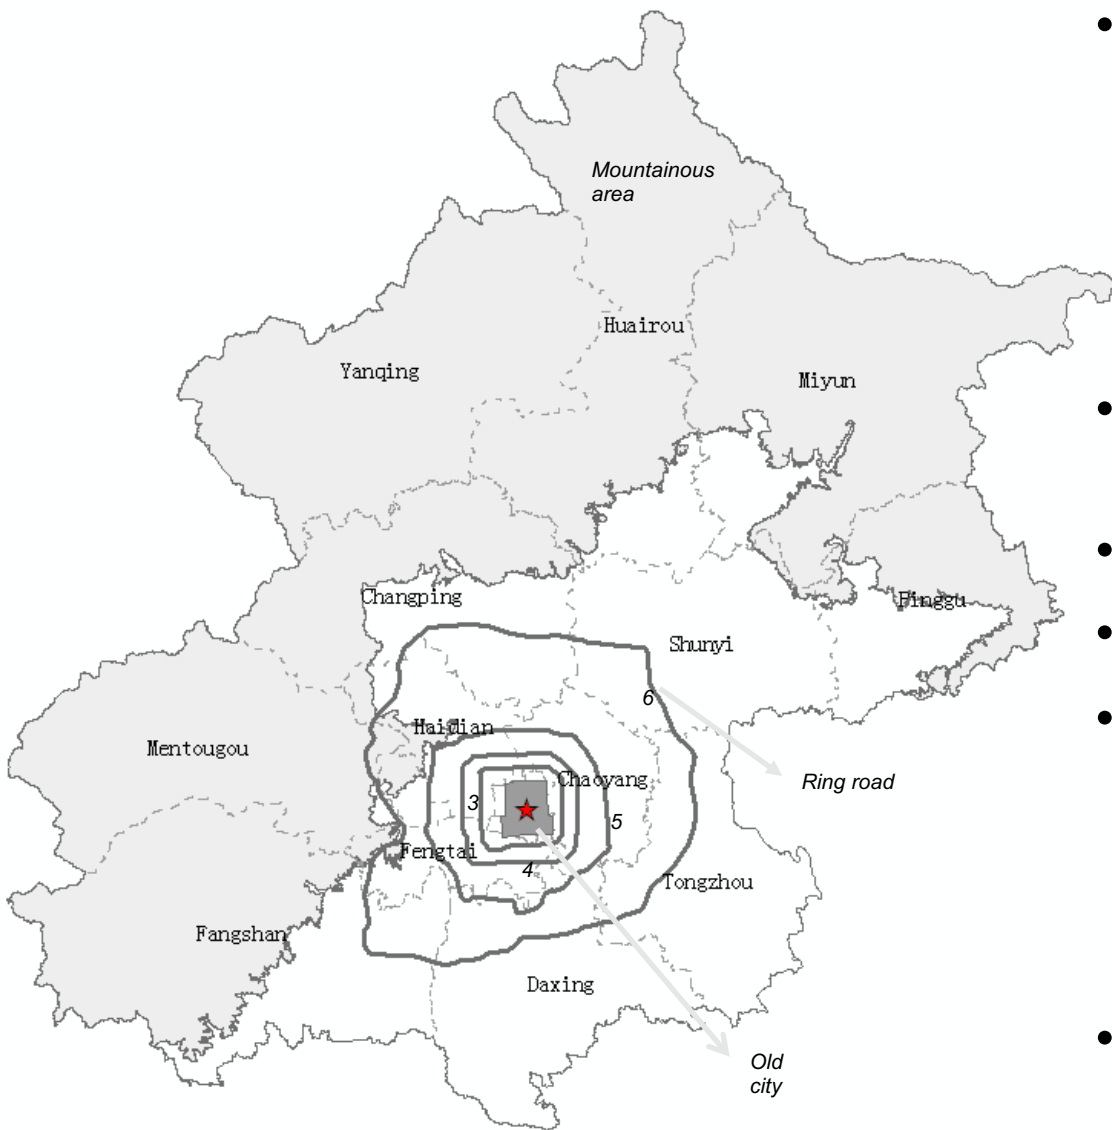 Mountainous
area
Huairou
Yanqing
Miyun
Changping
Pinggu
Shunyi
6
Haidian
Mentougou
Chaoyang
Ring road
3
5
Fengtai
4
Tongzhou
Fangshan
Daxing
Old
city